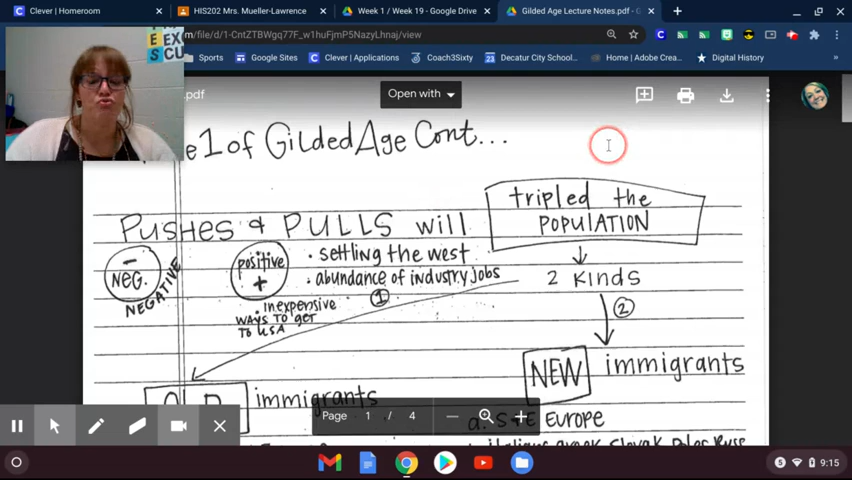 Clever | Homeroom
HIS202 Mrs. Mueller-Lawrence
Week 1 / Week 19 - Google Drive
Gilded Age Lecture Notes.pdf - G
om/file/d/1-CntZTBWgq77F_w1huFjmP5NazyLhnaj/view
Sports
Google Sites
Clever | Applications
Coach3Sixty
Decatur City School...
Home | Adobe Crea...
Digital History
.pdf
Open with
e 1 of Gilded Age Cont...
tripled the
POPULATION
PUSHES & PULLS will
- NEG.
NEGATIVE
positive +
• settling the west
• abundance of industry jobs
2 kinds
①
• inexpensive
WAYS TO GET
TO USA
②
NEW immigrants
OLD immigrants
Page 1 / 4
a. S+E Europe
9:15